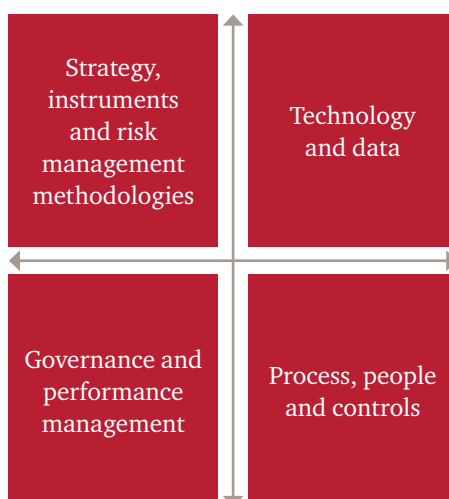 Strategy,
instruments
and risk
management
methodologies
Technology
and data
Governance and
performance
management
Process, people
and controls